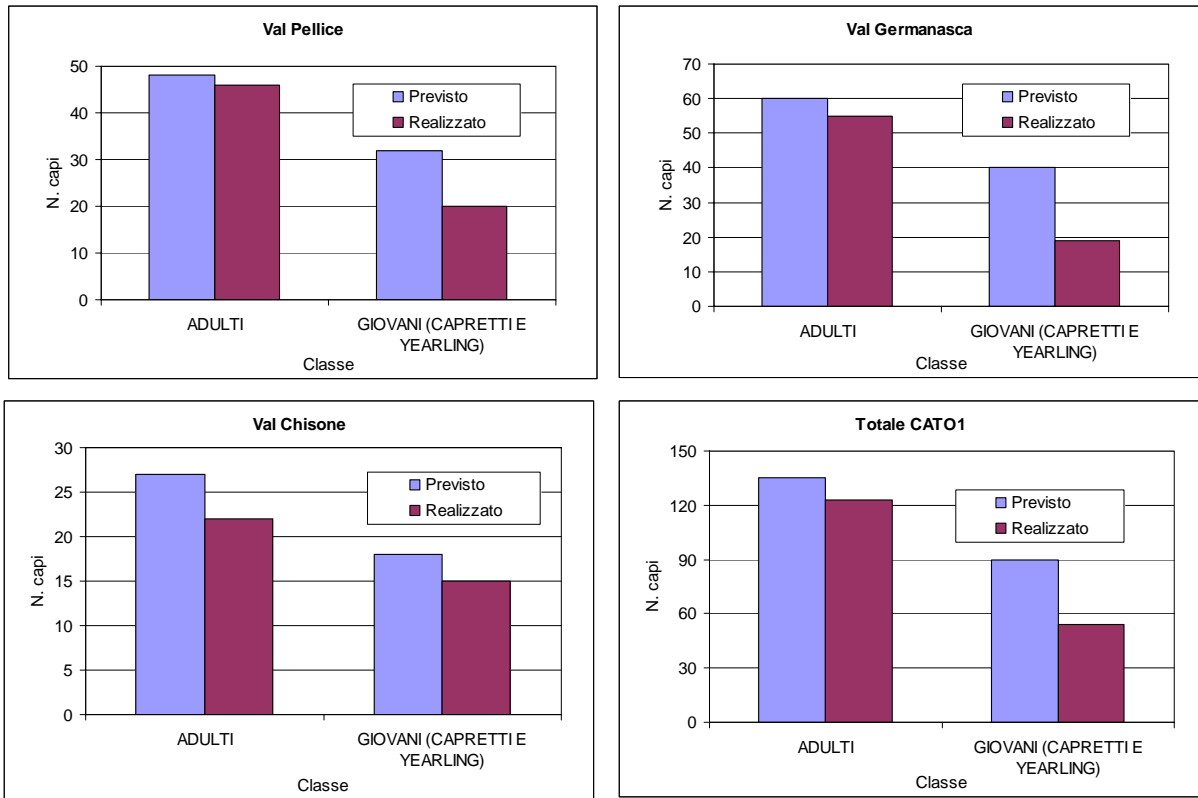 Val Pellice
50
40
30
20
10
0
N. capi
Previsto
Realizzato
ADULTI
GIOVANI (CAPRETTI E
YEARLING)
Classe
Val Germanasca
70
60
50
40
30
20
10
0
N. capi
Previsto
Realizzato
ADULTI
GIOVANI (CAPRETTI E
YEARLING)
Classe
Val Chisone
30
25
20
15
10
5
0
N. capi
Previsto
Realizzato
ADULTI
GIOVANI (CAPRETTI E
YEARLING)
Classe
Totale CATO1
150
120
90
60
30
0
N. capi
Previsto
Realizzato
ADULTI
GIOVANI (CAPRETTI E
YEARLING)
Classe